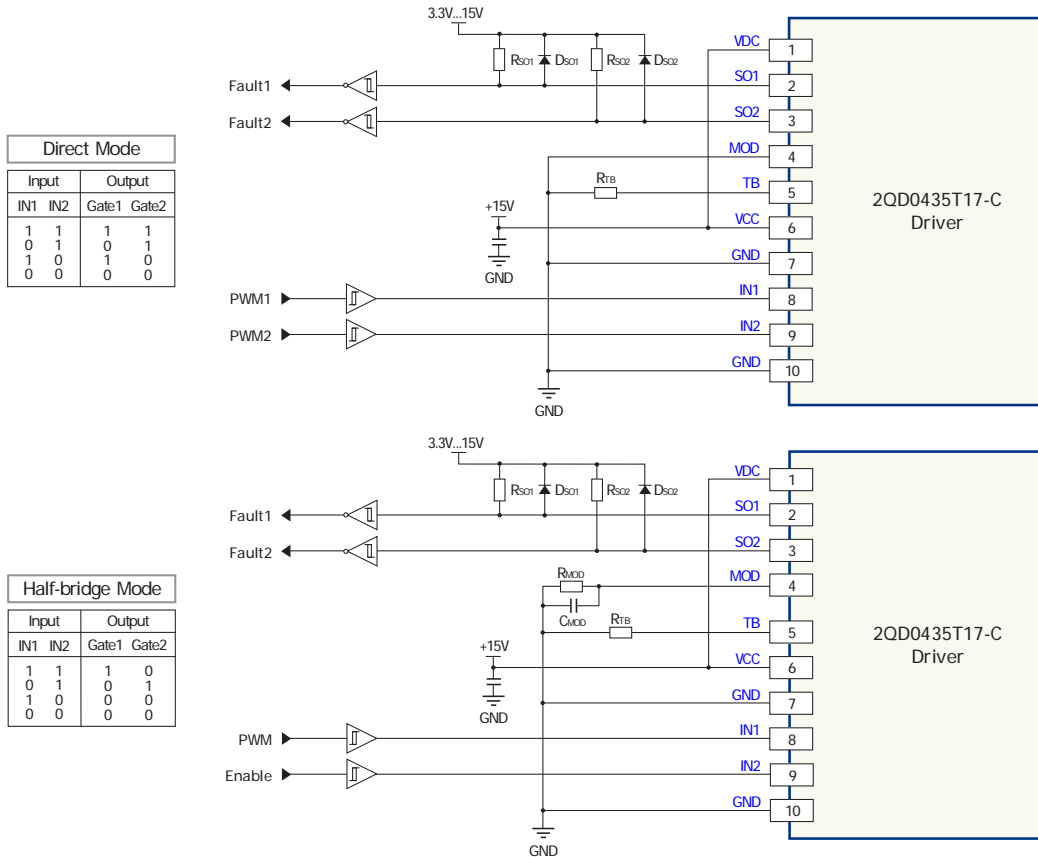 3.3V...15V
VDC
1
RSO1
DSO1
RSO2
DSO2
Fault1
SO1
2
Fault2
SO2
3
Direct Mode
MOD
4
Input Output
IN1 IN2 Gate1 Gate2
1 1 1 1
0 1 0 1
1 0 1 0
0 0 0 0
RTB
TB
5
2QD0435T17-C
Driver
+15V
VCC
6
GND
GND
7
PWM1
IN1
8
PWM2
IN2
9
GND
10
GND
3.3V...15V
VDC
1
RSO1
DSO1
RSO2
DSO2
Fault1
SO1
2
Fault2
SO2
3
Half-bridge Mode
RMOD
MOD
4
CMOD
Input Output
IN1 IN2 Gate1 Gate2
1 1 1 0
0 1 0 1
1 0 0 0
0 0 0 0
RTB
TB
5
2QD0435T17-C
Driver
+15V
VCC
6
GND
GND
7
PWM
IN1
8
Enable
IN2
9
GND
10
GND